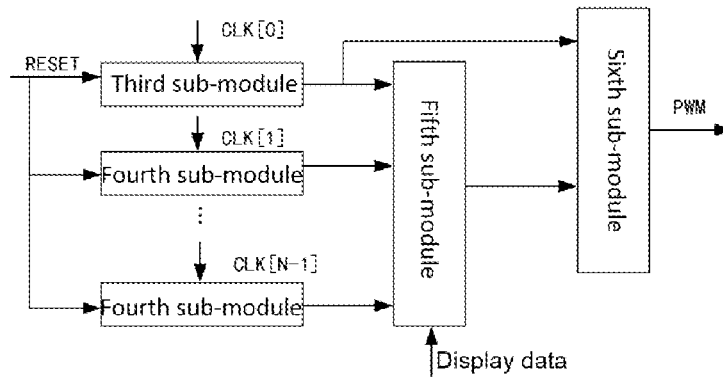 CLK[0]
RESET
Third sub-module
CLK[1]
Fourth sub-module
...
CLK[N-1]
Fourth sub-module
Fifth sub-module
Display data
Sixth sub-module
PWM